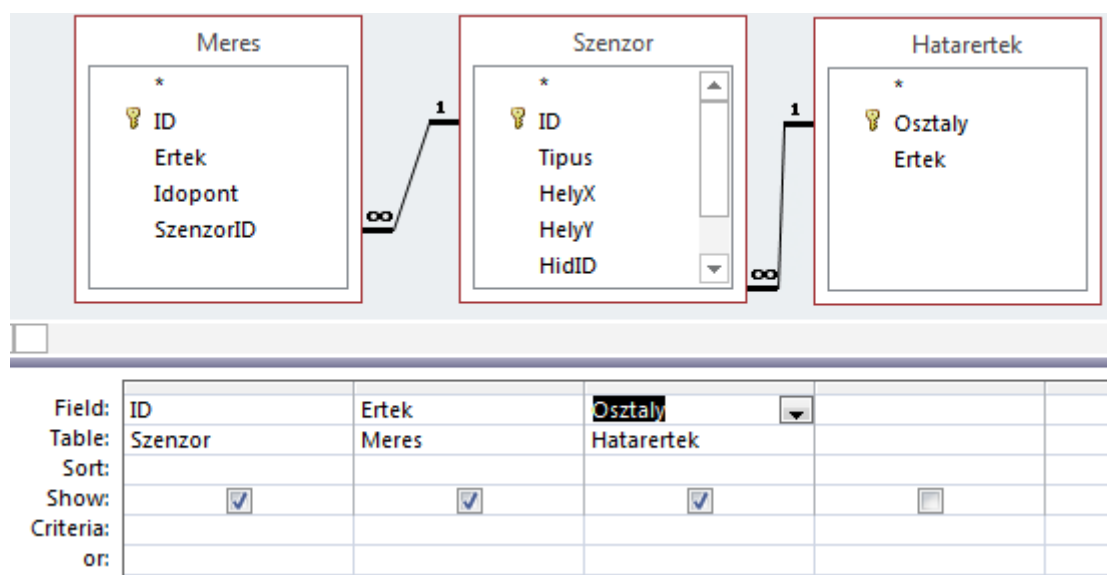 Meres
*
ID
Ertek
Idopont
SzenzorID
1
∞
Szenzor
*
ID
Tipus
HelyX
HelyY
HidID
1
∞
Hatarertek
*
Osztaly
Ertek
Field: ID Ertek Osztaly
Table: Szenzor Meres Hatarertek
Sort:
Show:
Criteria:
or: